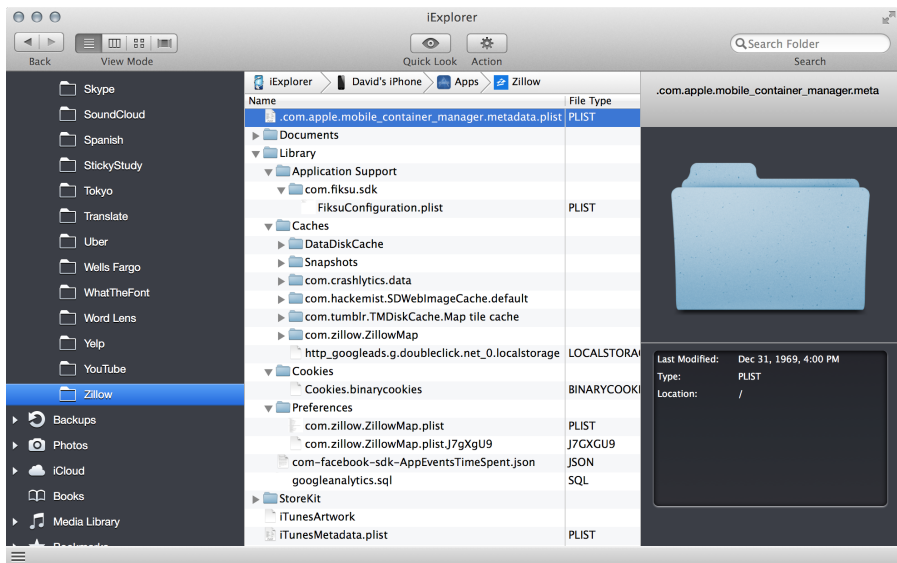 iExplorer
Back
View Mode
Quick Look
Action
Search Folder
Search
Skype
SoundCloud
Spanish
StickyStudy
Tokyo
Translate
Uber
Wells Fargo
WhatTheFont
Word Lens
Yelp
YouTube
Zillow
Backups
Photos
iCloud
Books
Media Library
Bookmarks
iExplorer David's iPhone Apps Zillow
Name File Type
.com.apple.mobile_container_manager.metadata.plist PLIST
Documents
Library
Application Support
com.fiksu.sdk
FiksuConfiguration.plist PLIST
Caches
DataDiskCache
Snapshots
com.crashlytics.data
com.hackemist.SDWebImageCache.default
com.tumblr.TMDiskCache.Map tile cache
com.zillow.ZillowMap
http_googleads.g.doubleclick.net_0.localstorage LOCALSTORA
Cookies
Cookies.binarycookies BINARYCOOK
Preferences
com.zillow.ZillowMap.plist PLIST
com.zillow.ZillowMap.plist.J7gXgU9 J7GXGU9
com-facebook-sdk-AppEventsTimeSpent.json JSON
googleanalytics.sql SQL
StoreKit
iTunesArtwork
iTunesMetadata.plist PLIST
.com.apple.mobile_container_manager.meta
Last Modified: Dec 31, 1969, 4:00 PM
Type: PLIST
Location: /